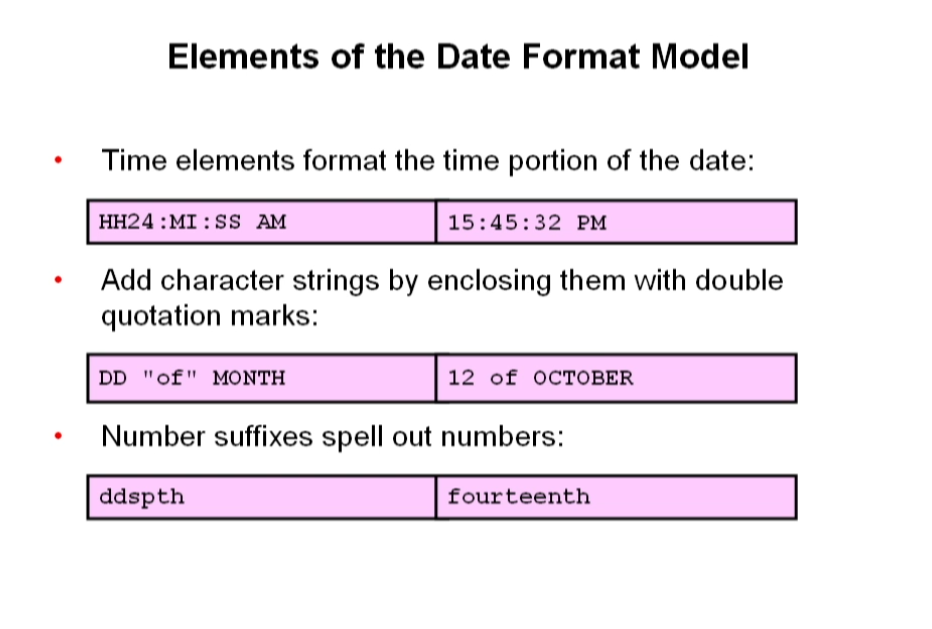 Elements of the Date Format Model
• Time elements format the time portion of the date:
HH24:MI:SS AM 15:45:32 PM
• Add character strings by enclosing them with double
quotation marks:
DD "of" MONTH 12 of OCTOBER
• Number suffixes spell out numbers:
ddspth fourteenth